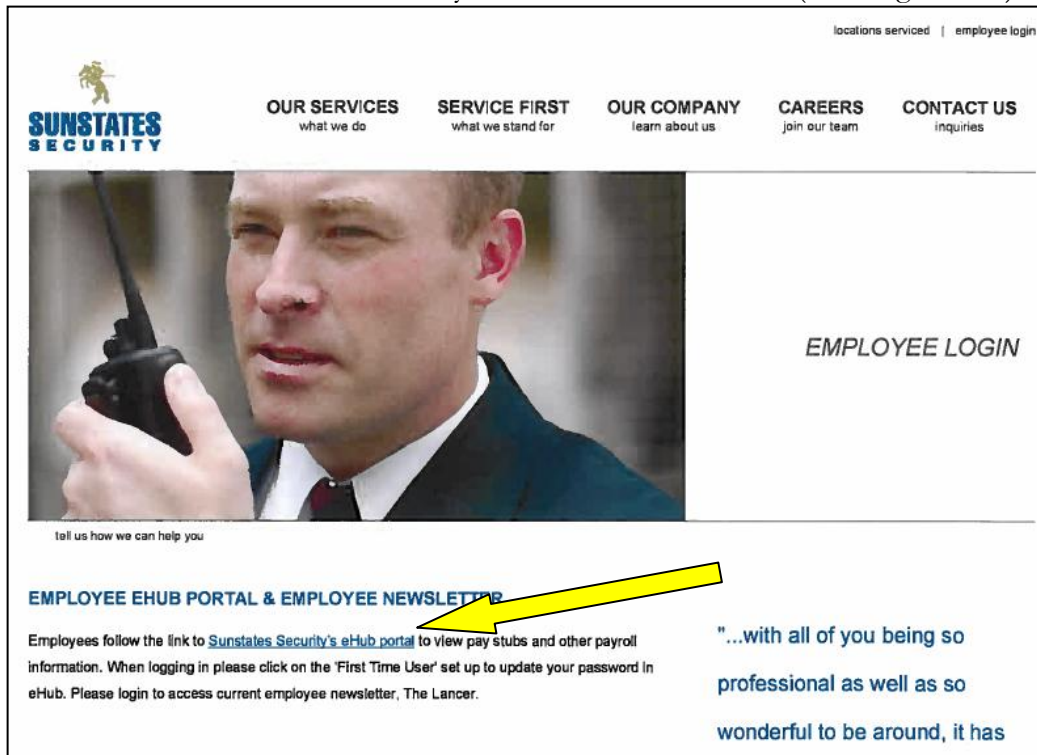 locations serviced | employee login
SUNSTATES
SECURITY
OUR SERVICES
what we do
SERVICE FIRST
what we stand for
OUR COMPANY
learn about us
CAREERS
join our team
CONTACT US
inquiries
EMPLOYEE LOGIN
tell us how we can help you
EMPLOYEE EHUB PORTAL & EMPLOYEE NEWSLETTER
Employees follow the link to Sunstates Security's eHub portal to view pay stubs and other payroll
information. When logging in please click on the 'First Time User' set up to update your password in
eHub. Please login to access current employee newsletter, The Lancer.
"...with all of you being so
professional as well as so
wonderful to be around, it has